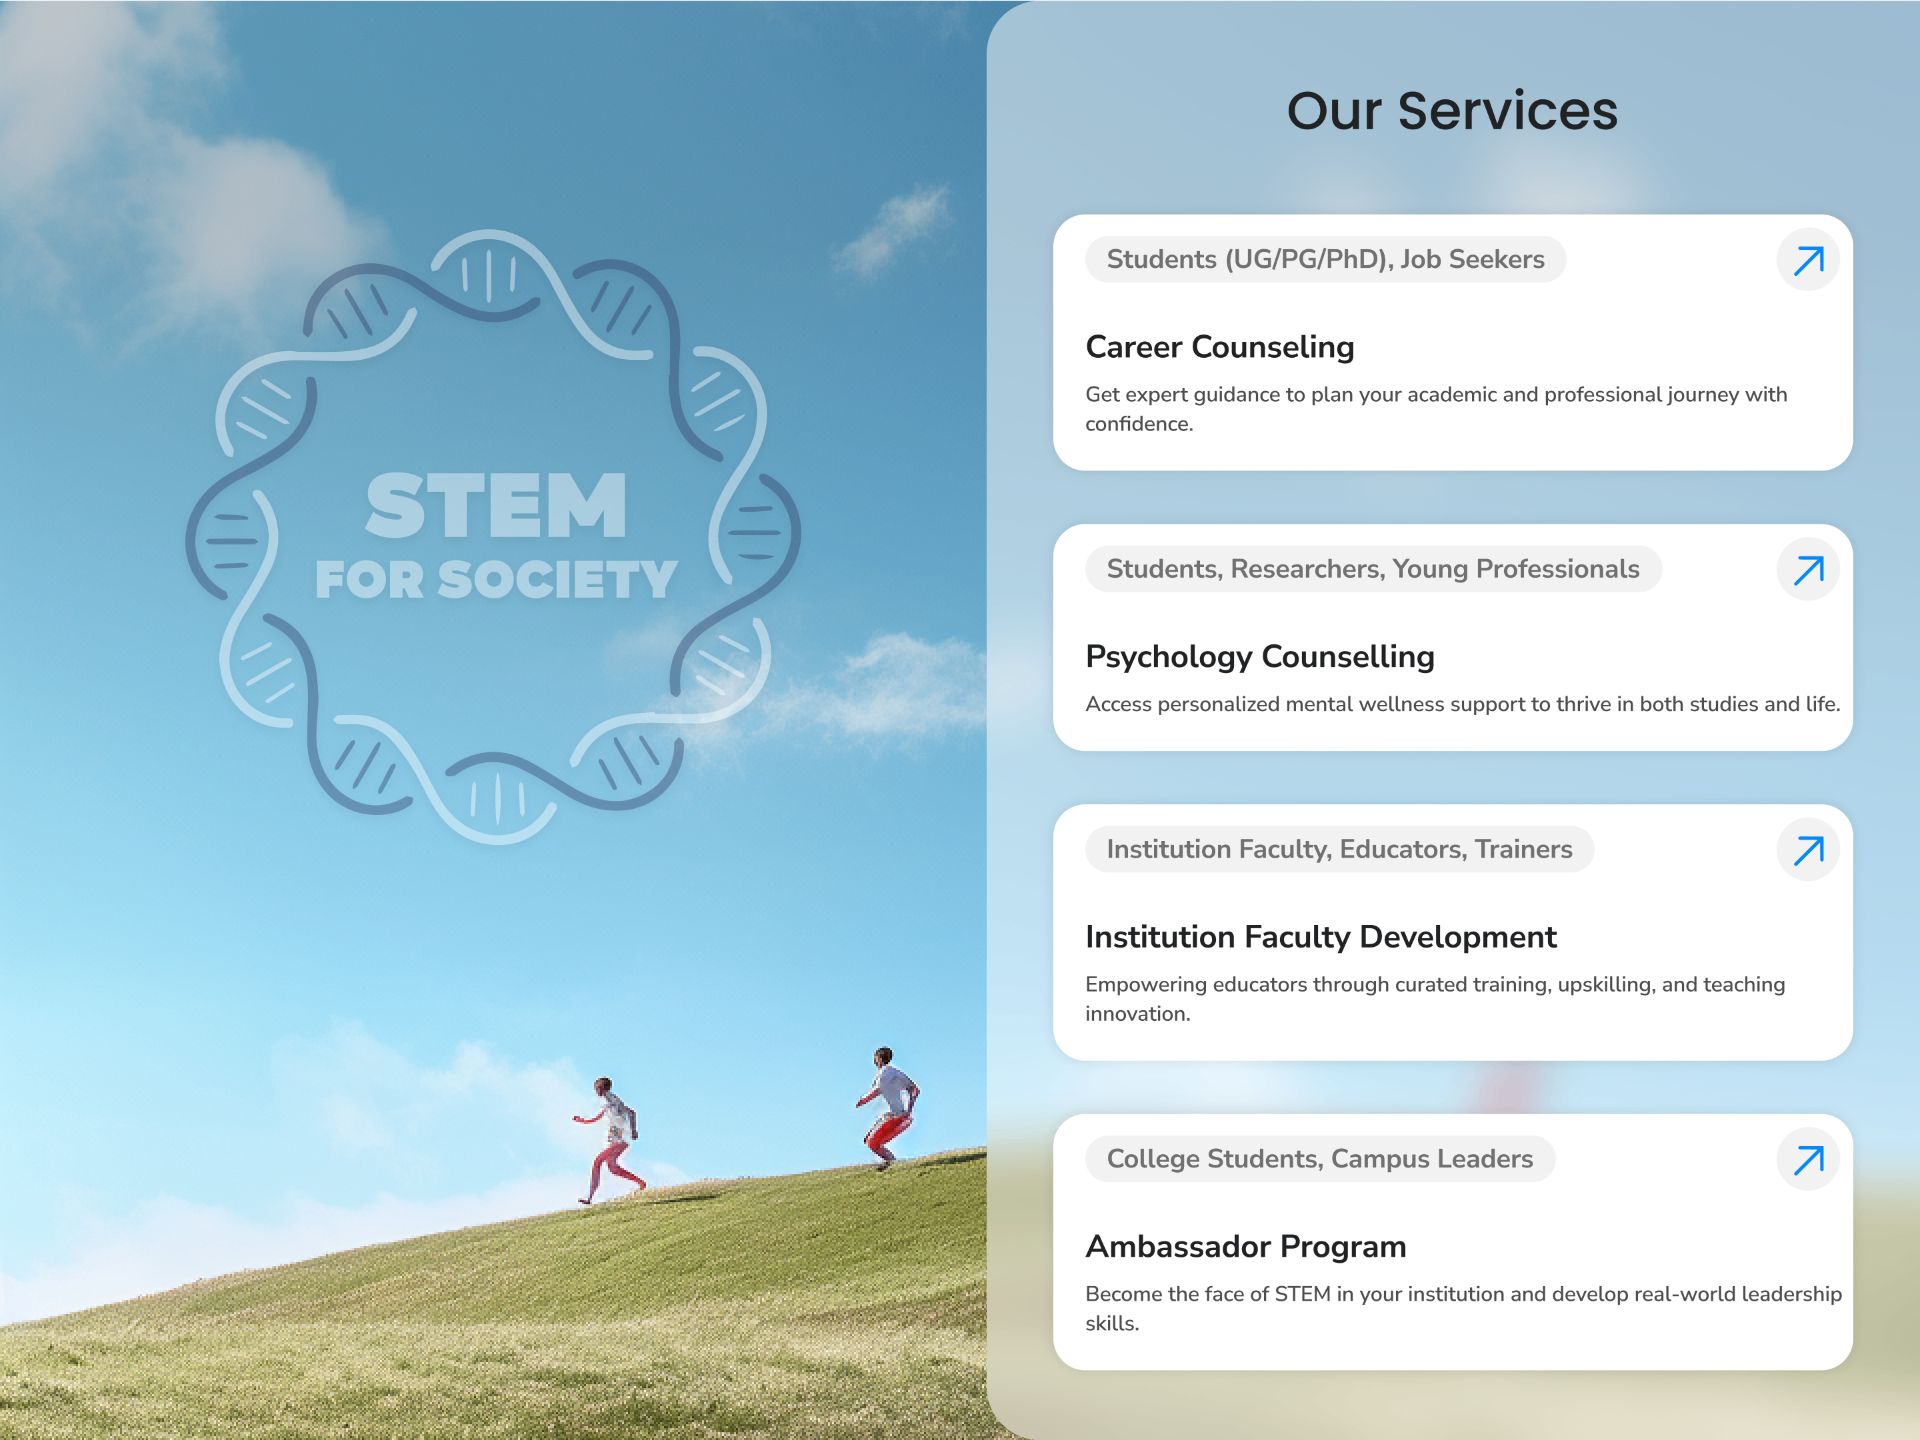 STEM
FOR SOCIETY
Our Services
Students (UG/PG/PhD), Job Seekers
Career Counseling
Get expert guidance to plan your academic and professional journey with
confidence.
Students, Researchers, Young Professionals
Psychology Counselling
Access personalized mental wellness support to thrive in both studies and life.
Institution Faculty, Educators, Trainers
Institution Faculty Development
Empowering educators through curated training, upskilling, and teaching
innovation.
College Students, Campus Leaders
Ambassador Program
Become the face of STEM in your institution and develop real-world leadership
skills.